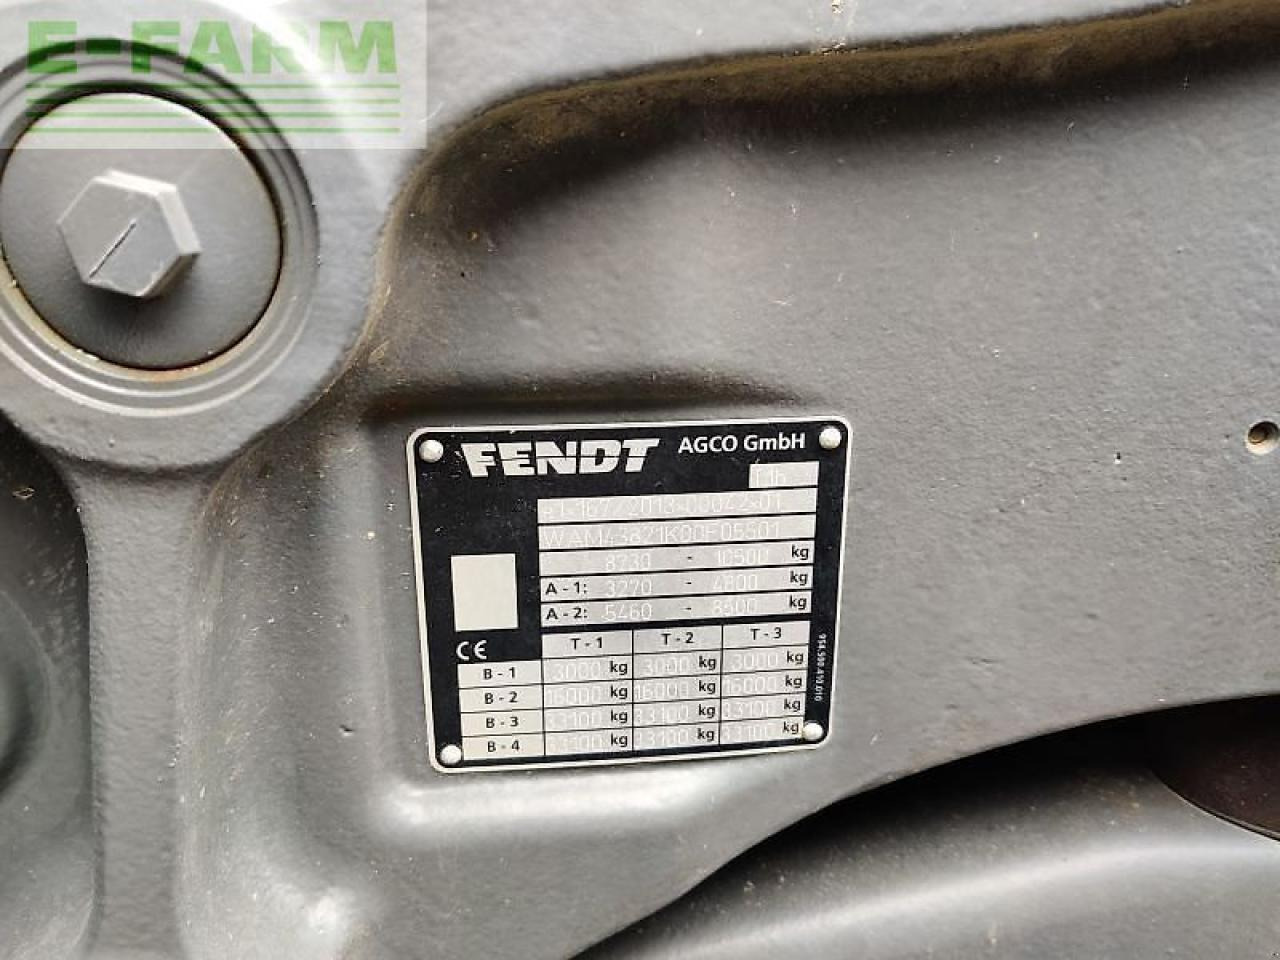 E-FARM
FENDT AGCO GmbH
T1b
e1*167/2013*00042*01
WAM43821K00F05501
8730 - 10500 kg
A - 1: 3270 - 4800 kg
A - 2: 5460 - 8500 kg
CE T - 1 T - 2 T - 3
B - 1 3000 kg 3000 kg 3000 kg
B - 2 16000 kg 16000 kg 16000 kg
B - 3 33100 kg 33100 kg 33100 kg
B - 4 33100 kg 33100 kg 33100 kg